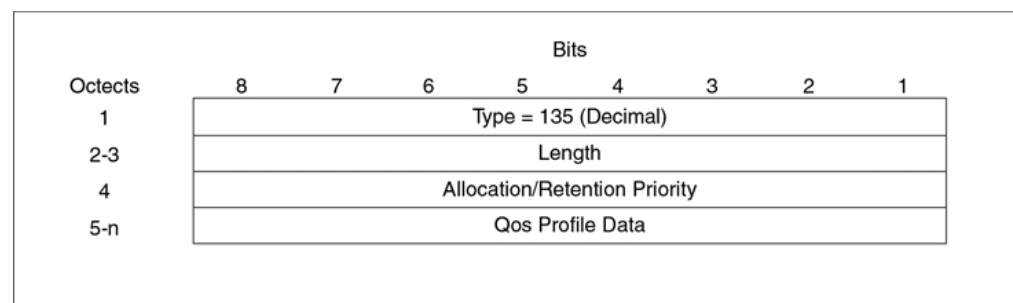 Bits
Octects 8 7 6 5 4 3 2 1
1 Type = 135 (Decimal)
2-3 Length
4 Allocation/Retention Priority
5-n Qos Profile Data